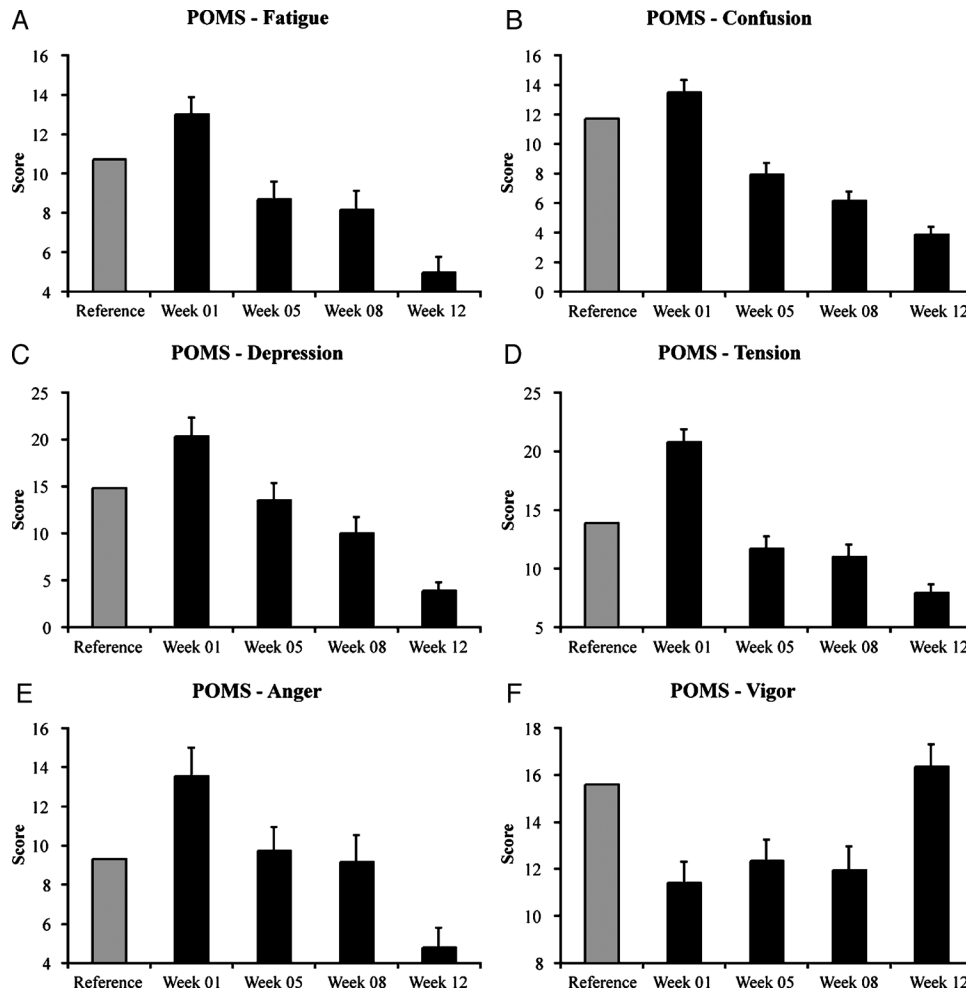 A
POMS - Fatigue
Score
16
14
12
10
8
6
4
Reference Week 01 Week 05 Week 08 Week 12
B
POMS - Confusion
Score
16
14
12
10
8
6
4
2
0
Reference Week 01 Week 05 Week 08 Week 12
C
POMS - Depression
Score
25
20
15
10
5
0
Reference Week 01 Week 05 Week 08 Week 12
D
POMS - Tension
Score
25
20
15
10
5
Reference Week 01 Week 05 Week 08 Week 12
E
POMS - Anger
Score
16
14
12
10
8
6
4
Reference Week 01 Week 05 Week 08 Week 12
F
POMS - Vigor
Score
18
16
14
12
10
8
Reference Week 01 Week 05 Week 08 Week 12